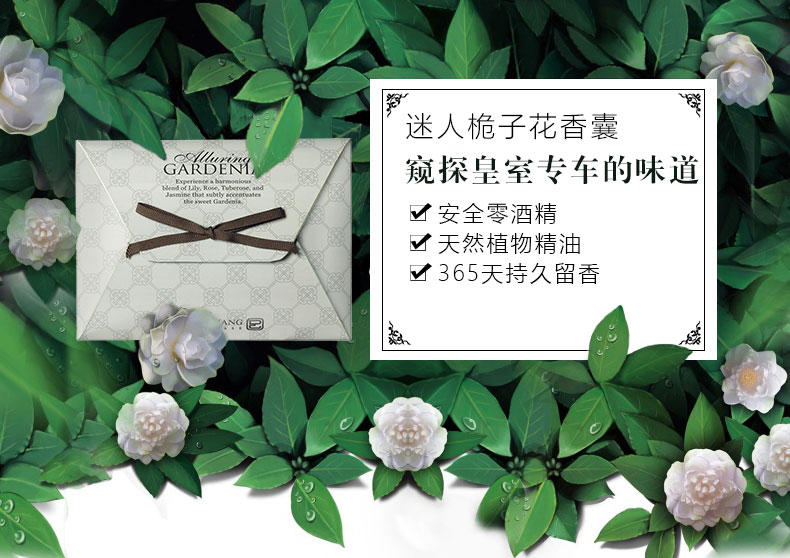 Alluring
GARDENIA
Experience a harmonious
blend of Lily, Rose, Tuberose, and
Jasmine that subtly accentuates
the sweet Gardenia.
迷人桅子花香囊
窥探皇室专车的味道
安全零酒精
天然植物精油
365天持久留香